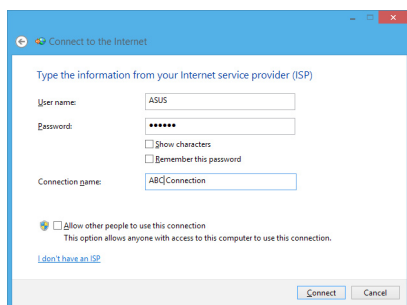 Connect to the Internet
Type the information from your Internet service provider (ISP)
User name: ASUS
Password: ••••••
Show characters
Remember this password
Connection name: ABC Connection
Allow other people to use this connection
This option allows anyone with access to this computer to use this connection.
I don't have an ISP
Connect Cancel